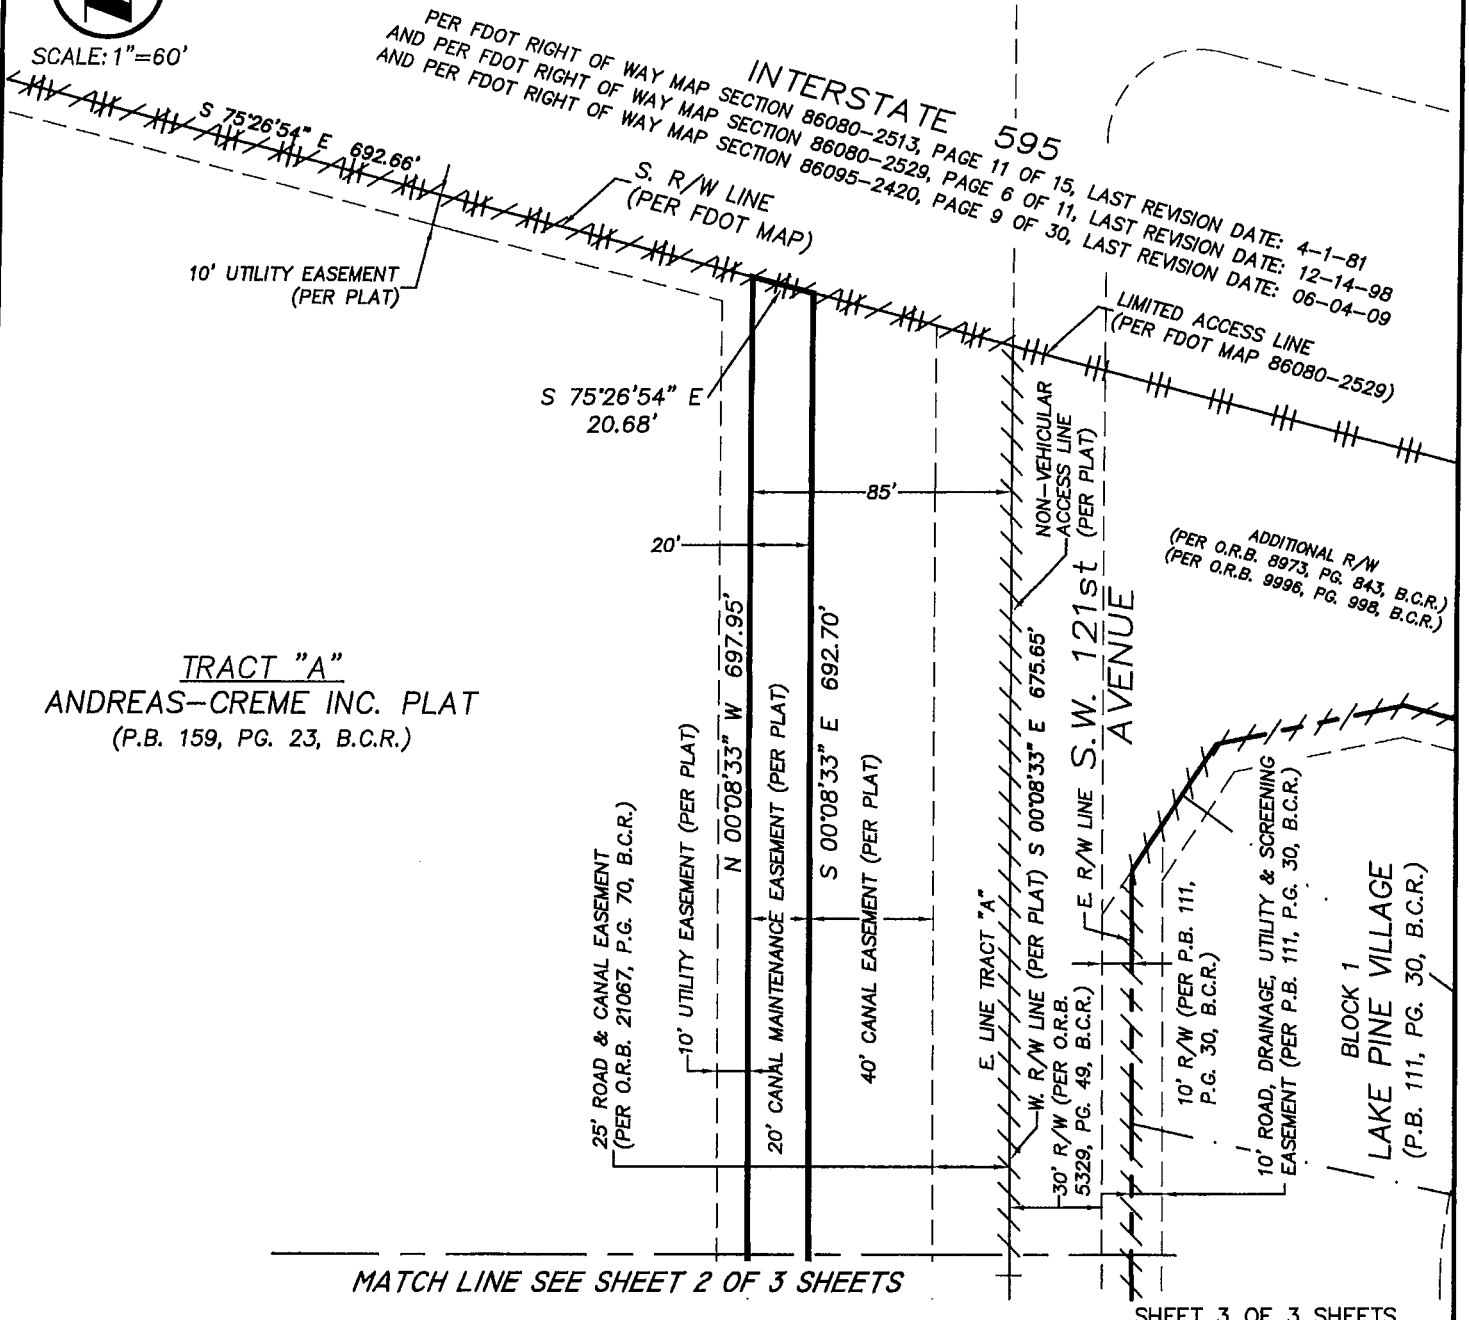 SCALE: 1"=60'
PER FDOT RIGHT OF WAY MAP SECTION 86080-2513, PAGE 11 OF 15, LAST REVISION DATE: 4-1-81
AND PER FDOT RIGHT OF WAY MAP SECTION 86080-2529, PAGE 6 OF 11, LAST REVISION DATE: 12-14-98
AND PER FDOT RIGHT OF WAY MAP SECTION 86095-2420, PAGE 9 OF 30, LAST REVISION DATE: 06-04-09
INTERSTATE 595
S 75°26'54" E 692.66'
S. R/W LINE
(PER FDOT MAP)
10' UTILITY EASEMENT
(PER PLAT)
LIMITED ACCESS LINE
(PER FDOT MAP 86080-2529)
S 75°26'54" E
20.68'
NON-VEHICULAR
ACCESS LINE
(PER PLAT)
85'
20'
ADDITIONAL R/W
(PER O.R.B. 8973, PG. 843, B.C.R.)
(PER O.R.B. 9996, PG. 998, B.C.R.)
TRACT "A"
ANDREAS-CREME INC. PLAT
(P.B. 159, PG. 23, B.C.R.)
25' ROAD & CANAL EASEMENT
(PER O.R.B. 21067, P.G. 70, B.C.R.)
10' UTILITY EASEMENT (PER PLAT)
N 00°08'33" W 697.95'
20' CANAL MAINTENANCE EASEMENT (PER PLAT)
S 00°08'33" E 692.70'
40' CANAL EASEMENT (PER PLAT)
E. LINE TRACT "A"
W. R/W LINE (PER PLAT) S 00°08'33" E 675.65'
30' R/W (PER O.R.B.
5329, PG. 49, B.C.R.)
E. R/W LINE
S.W. 121st
AVENUE
10' R/W (PER P.B. 111,
P.G. 30, B.C.R.)
10' ROAD, DRAINAGE, UTILITY & SCREENING
EASEMENT (PER P.B. 111, P.G. 30, B.C.R.)
BLOCK 1
LAKE PINE VILLAGE
(P.B. 111, PG. 30, B.C.R.)
MATCH LINE SEE SHEET 2 OF 3 SHEETS
SHEET 3 OF 3 SHEETS